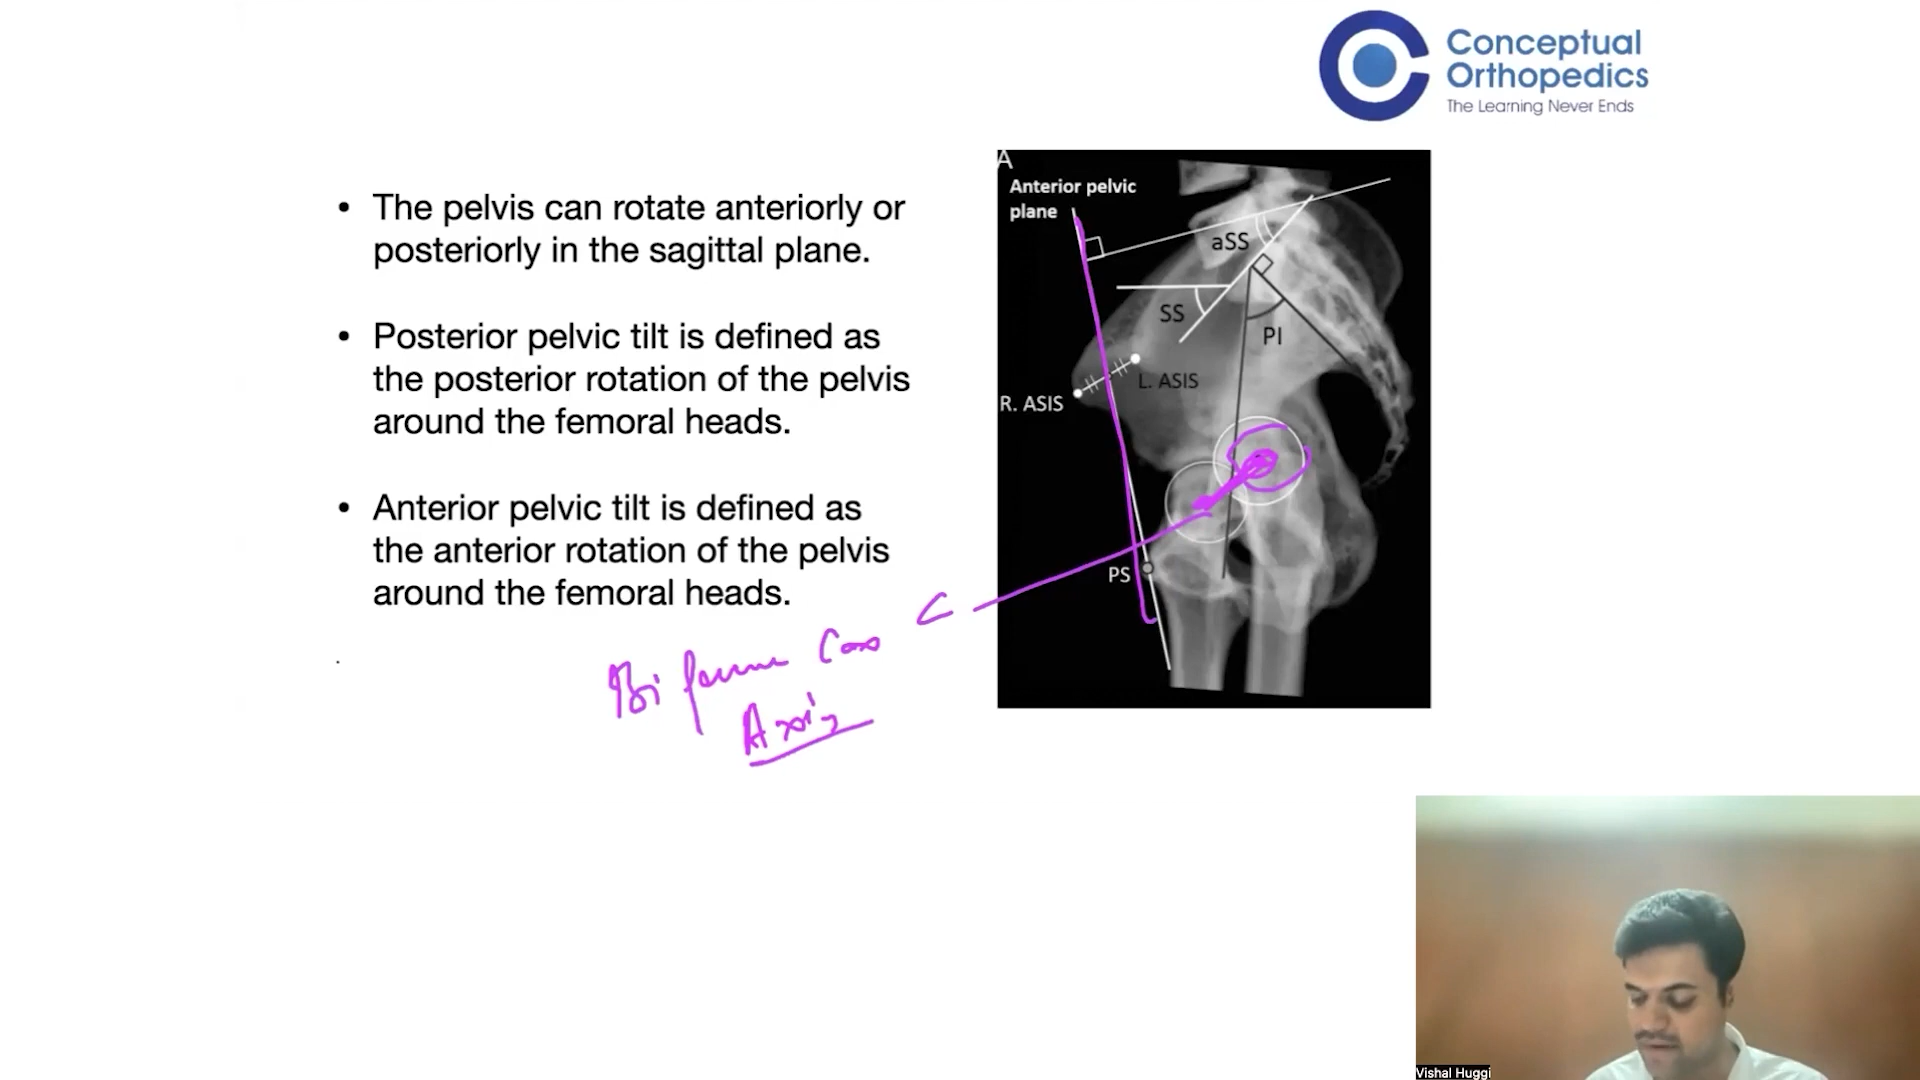 Conceptual
Orthopedics
The Learning Never Ends
• The pelvis can rotate anteriorly or
posteriorly in the sagittal plane.
• Posterior pelvic tilt is defined as
the posterior rotation of the pelvis
around the femoral heads.
• Anterior pelvic tilt is defined as
the anterior rotation of the pelvis
around the femoral heads.
Bi
Axis
A
Anterior pelvic
plane
aSS
SS
PI
L. ASIS
R. ASIS
PS
Vishal Huggi